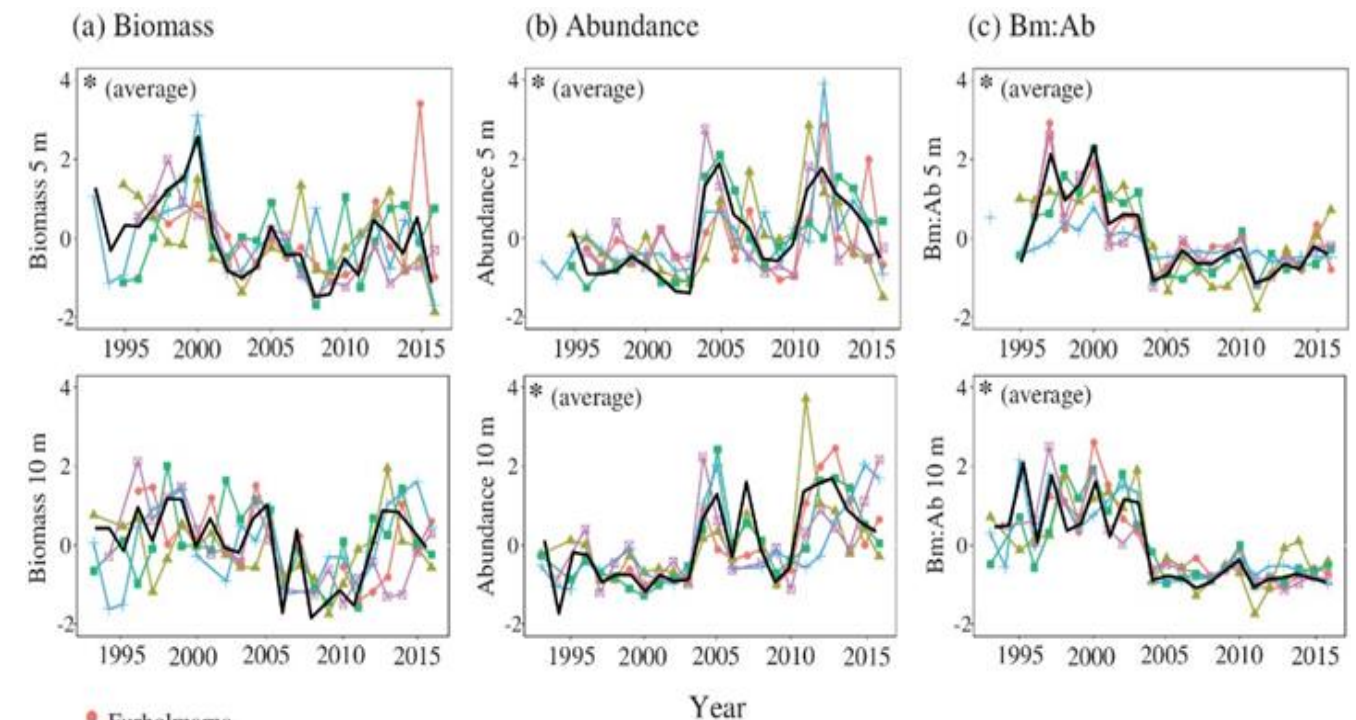 (a) Biomass
(b) Abundance
(c) Bm:Ab
* (average)
* (average)
* (average)
Biomass 5 m
Abundance 5 m
Bm:Ab 5 m
4
2
0
-2
4
2
0
-2
4
2
0
-2
1995 2000 2005 2010 2015
1995 2000 2005 2010 2015
1995 2000 2005 2010 2015
* (average)
* (average)
Biomass 10 m
Abundance 10 m
Bm:Ab 10 m
4
2
0
-2
4
2
0
-2
4
2
0
-2
1995 2000 2005 2010 2015
1995 2000 2005 2010 2015
1995 2000 2005 2010 2015
Year